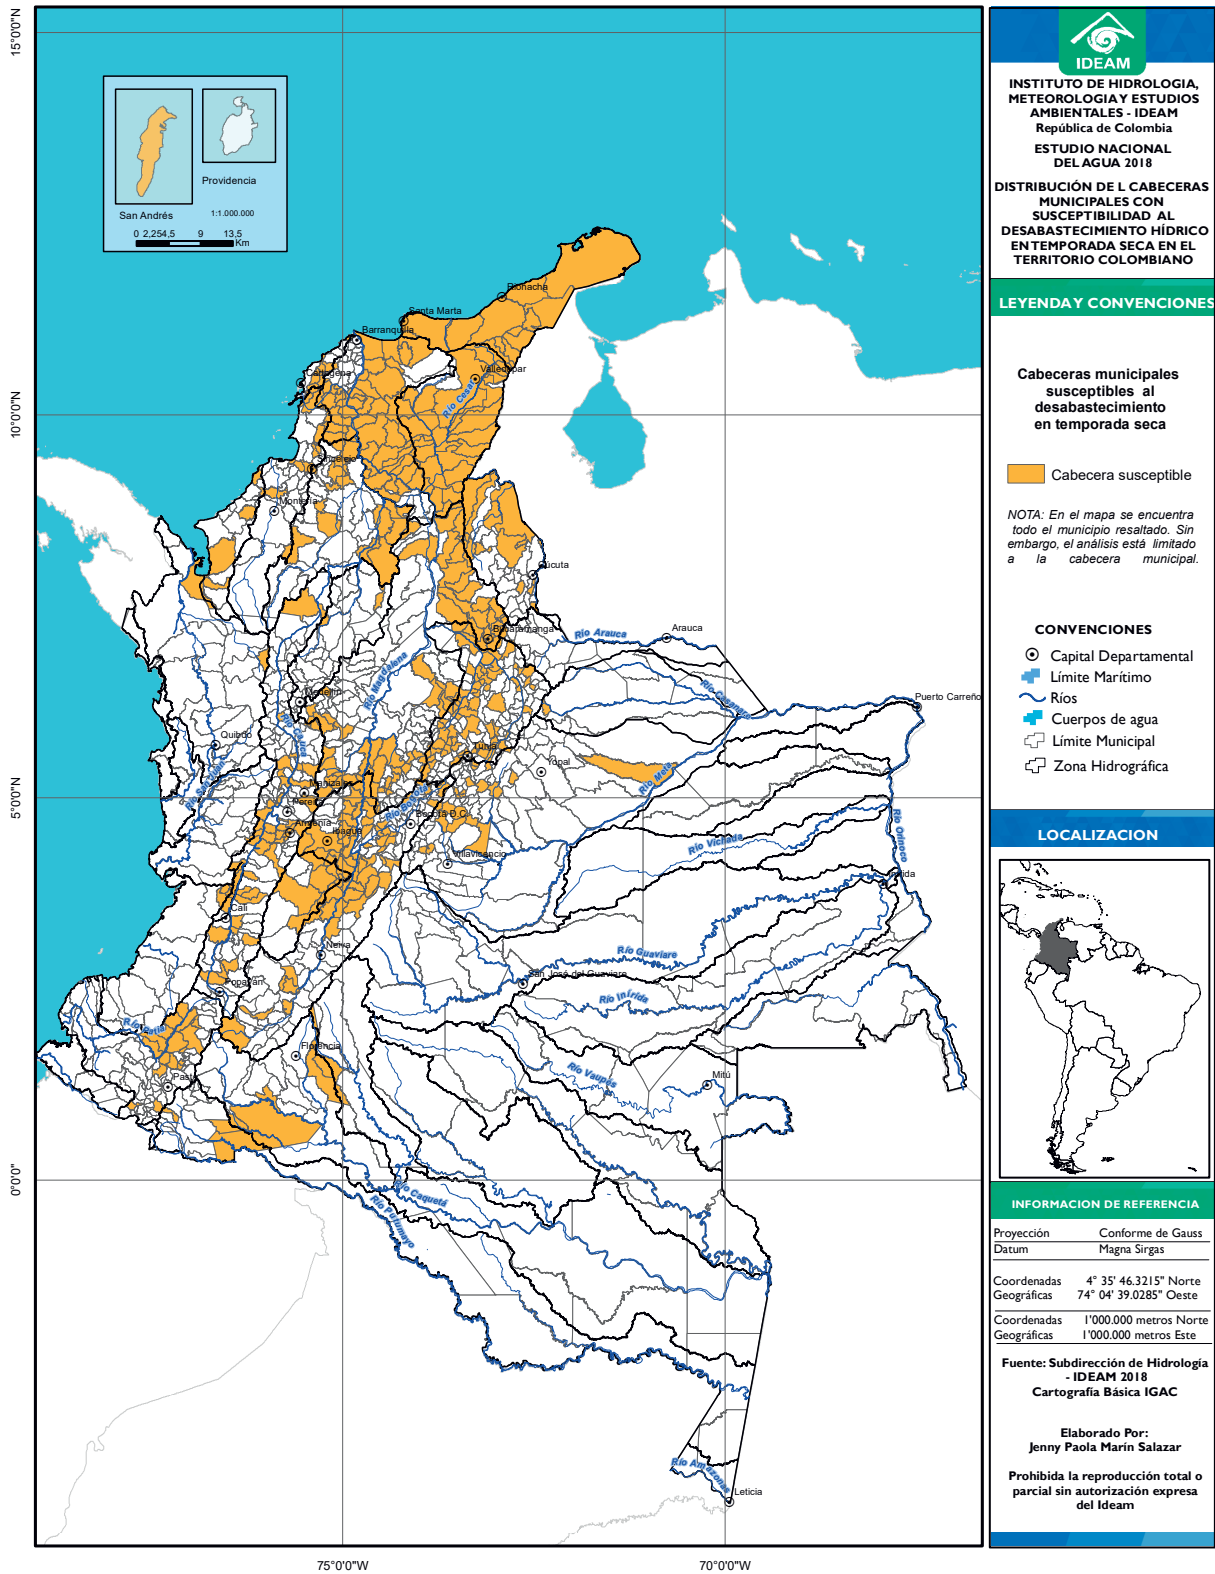 15°0'0"N
10°0'0"N
5°0'0"N
0°0'0"
75°0'0"W
70°0'0"W
San Andrés
Providencia
1:1.000.000
0 2,254,5 9 13,5
Km
Riohacha
Santa Marta
Barranquilla
Cartagena
Valledupar
Río Cesar
Sincelejo
Montería
Cúcuta
Bucaramanga
Río Arauca
Arauca
Río Magdalena
Medellín
Río Casanare
Puerto Carreño
Quibdó
Río Cauca
Río San Juan
Tunja
Yopal
Río Meta
Manizales
Pereira
Armenia
Ibagué
Río Bogotá
Bogotá D.C.
Villavicencio
Río Vichada
Río Orinoco
Inírida
Cali
Neiva
Río Guaviare
San José del Guaviare
Río Inírida
Popayán
Río Patía
Florencia
Río Vaupés
Mitú
Pasto
Río Caquetá
Río Putumayo
Río Amazonas
Leticia
IDEAM
INSTITUTO DE HIDROLOGIA,
METEOROLOGIA Y ESTUDIOS
AMBIENTALES - IDEAM
República de Colombia
ESTUDIO NACIONAL
DEL AGUA 2018
DISTRIBUCIÓN DE L CABECERAS
MUNICIPALES CON
SUSCEPTIBILIDAD AL
DESABASTECIMIENTO HÍDRICO
EN TEMPORADA SECA EN EL
TERRITORIO COLOMBIANO
LEYENDA Y CONVENCIONES
Cabeceras municipales
susceptibles al
desabastecimiento
en temporada seca
Cabecera susceptible
NOTA: En el mapa se encuentra
todo el municipio resaltado. Sin
embargo, el análisis está limitado
a la cabecera municipal.
CONVENCIONES
Capital Departamental
Límite Marítimo
Ríos
Cuerpos de agua
Límite Municipal
Zona Hidrográfica
LOCALIZACION
INFORMACION DE REFERENCIA
Proyección Conforme de Gauss
Datum Magna Sirgas
Coordenadas 4° 35' 46.3215" Norte
Geográficas 74° 04' 39.0285" Oeste
Coordenadas 1'000.000 metros Norte
Geográficas 1'000.000 metros Este
Fuente: Subdirección de Hidrología
- IDEAM 2018
Cartografía Básica IGAC
Elaborado Por:
Jenny Paola Marín Salazar
Prohibida la reproducción total o
parcial sin autorización expresa
del Ideam